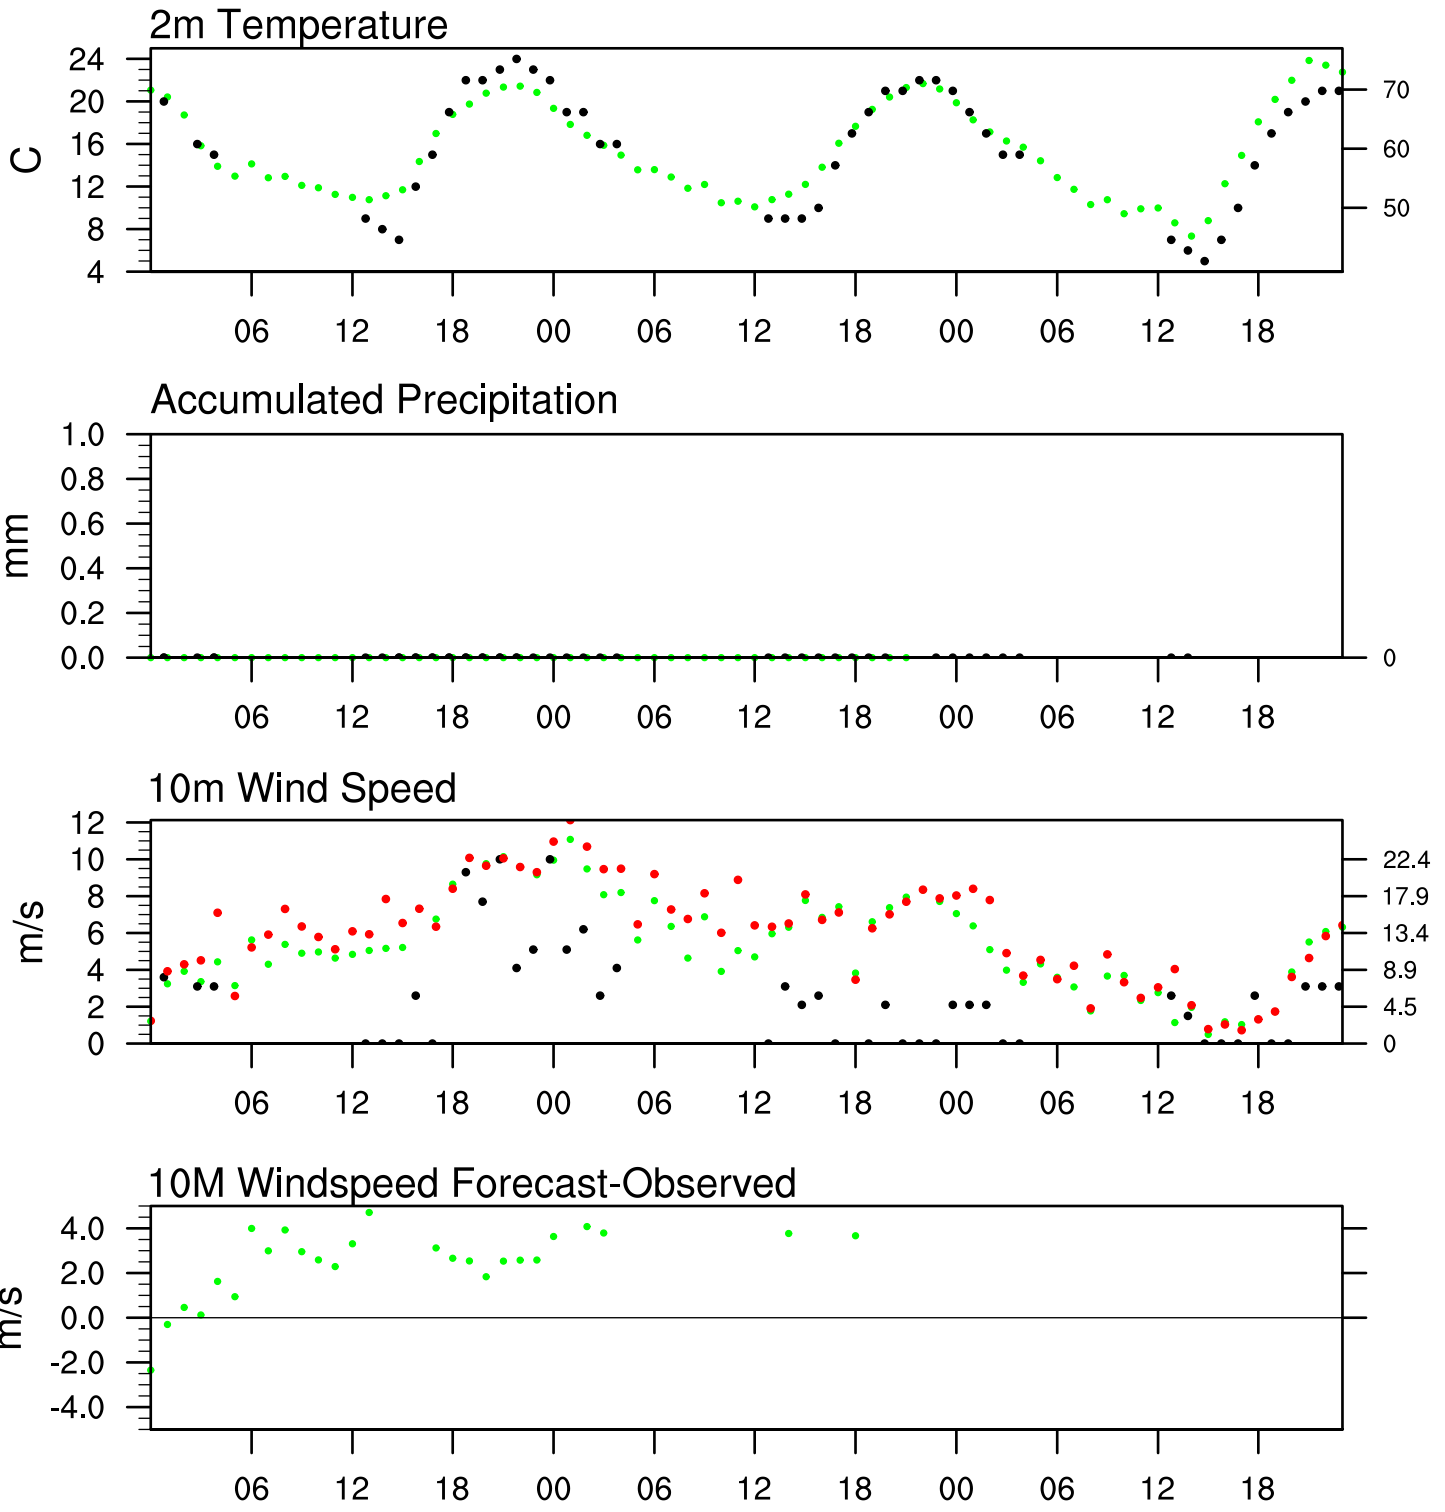 2m Temperature
24
20
16
12
8
4
C
70
60
50
06 12 18 00 06 12 18 00 06 12 18
Accumulated Precipitation
1.0
0.8
0.6
0.4
0.2
0.0
mm
0
06 12 18 00 06 12 18 00 06 12 18
10m Wind Speed
12
10
8
6
4
2
0
m/s
22.4
17.9
13.4
8.9
4.5
0
06 12 18 00 06 12 18 00 06 12 18
10M Windspeed Forecast-Observed
4.0
2.0
0.0
-2.0
-4.0
m/s
06 12 18 00 06 12 18 00 06 12 18